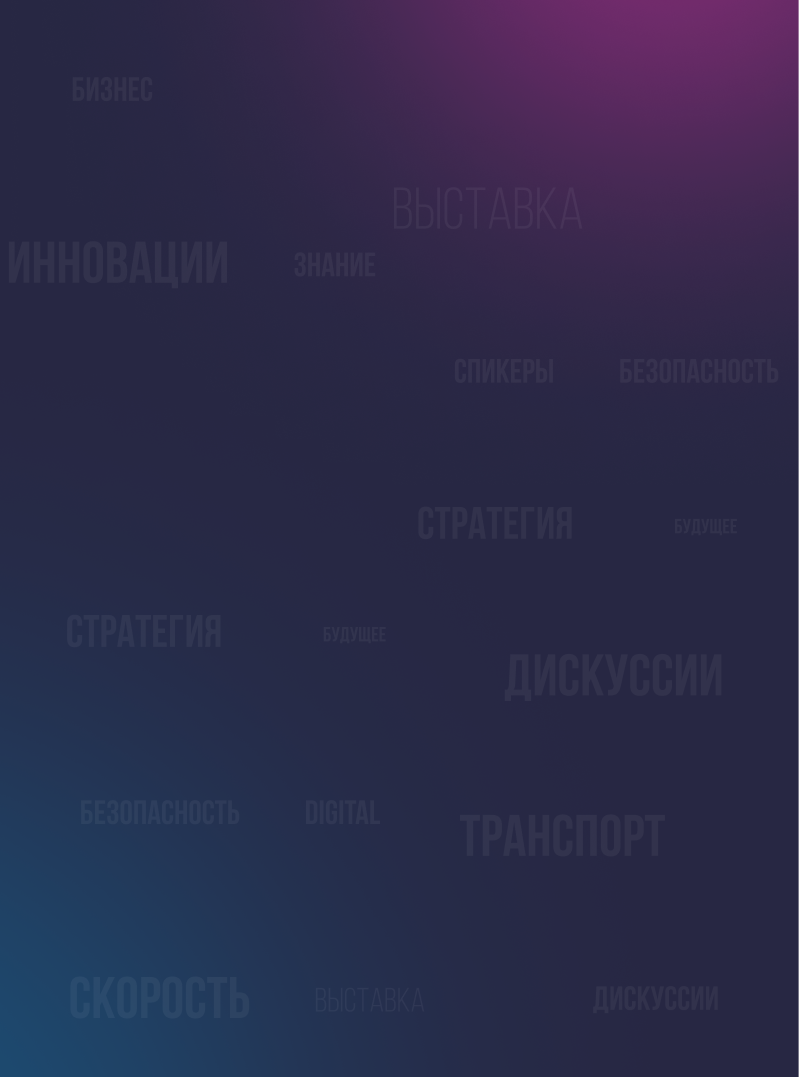 БИЗНЕС
ВЫСТАВКА
ИННОВАЦИИ
ЗНАНИЕ
СПИКЕРЫ
БЕЗОПАСНОСТЬ
СТРАТЕГИЯ
БУДУЩЕЕ
СТРАТЕГИЯ
БУДУЩЕЕ
ДИСКУССИИ
БЕЗОПАСНОСТЬ
DIGITAL
ТРАНСПОРТ
СКОРОСТЬ
ВЫСТАВКА
ДИСКУССИИ